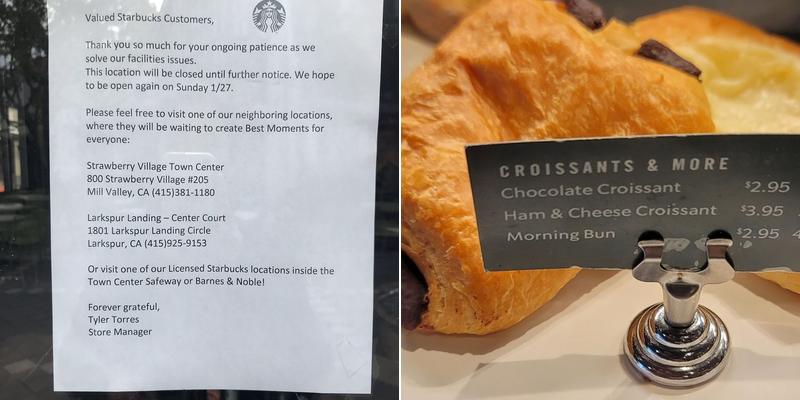 Valued Starbucks Customers,
Thank you so much for your ongoing patience as we
solve our facilities issues.
This location will be closed until further notice. We hope
to be open again on Sunday 1/27.
Please feel free to visit one of our neighboring locations,
where they will be waiting to create Best Moments for
everyone:
Strawberry Village Town Center
800 Strawberry Village #205
Mill Valley, CA (415)381-1180
Larkspur Landing – Center Court
1801 Larkspur Landing Circle
Larkspur, CA (415)925-9153
Or visit one of our Licensed Starbucks locations inside the
Town Center Safeway or Barnes & Noble!
Forever grateful,
Tyler Torres
Store Manager
CROISSANTS & MORE
Chocolate Croissant $2.95
Ham & Cheese Croissant $3.95
Morning Bun $2.95